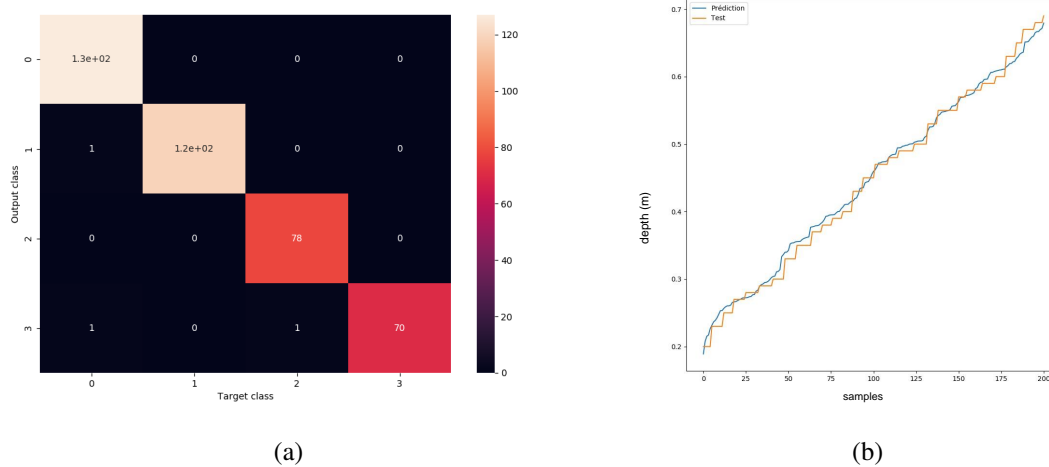 0
1.3e+02 0 0 0
1
1 1.2e+02 0 0
2
0 0 78 0
3
1 0 1 70
0 1 2 3
Output class
Target class
120
100
80
60
40
20
0
(a)
Prédiction
Test
0.7
0.6
0.5
0.4
0.3
0.2
depth (m)
0 25 50 75 100 125 150 175 200
samples
(b)